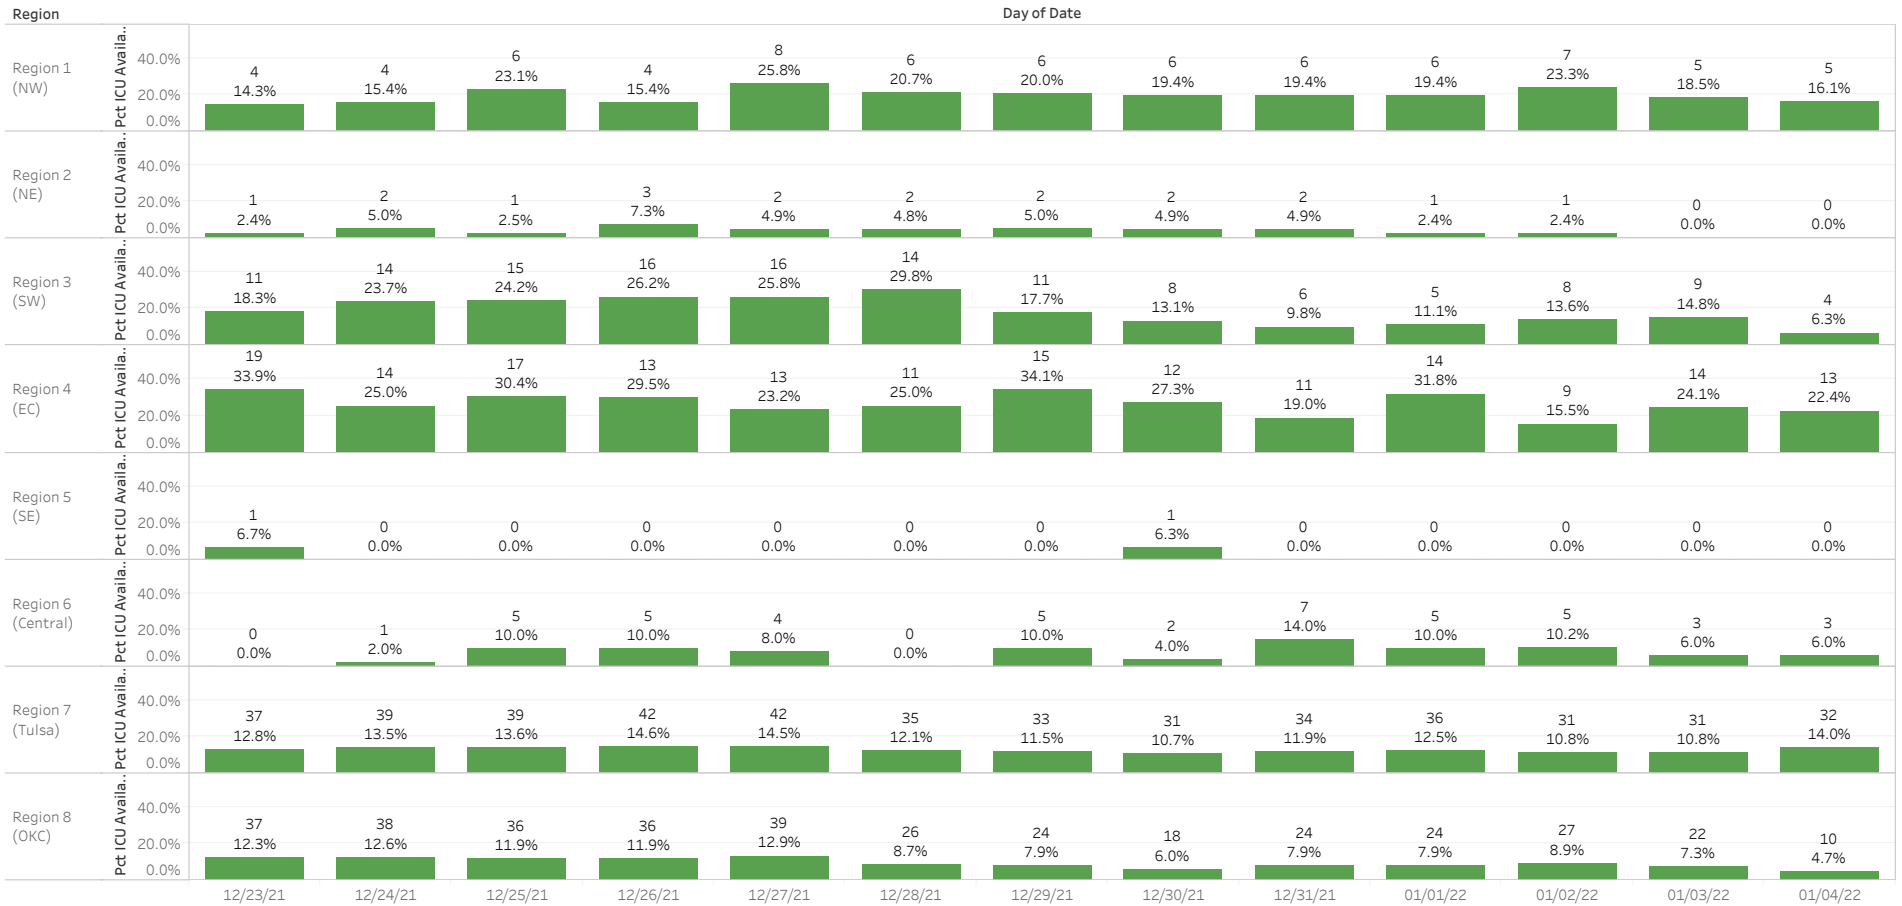 Region Day of Date
Region 1
(NW)
Pct ICU Availa..
40.0%
20.0%
0.0%
4 4 6 4 8 6 6 6 6 6 7 5 5
14.3% 15.4% 23.1% 15.4% 25.8% 20.7% 20.0% 19.4% 19.4% 19.4% 23.3% 18.5% 16.1%
Region 2
(NE)
Pct ICU Availa..
40.0%
20.0%
0.0%
1 2 1 3 2 2 2 2 2 1 1 0 0
2.4% 5.0% 2.5% 7.3% 4.9% 4.8% 5.0% 4.9% 4.9% 2.4% 2.4% 0.0% 0.0%
Region 3
(SW)
Pct ICU Availa..
40.0%
20.0%
0.0%
11 14 15 16 16 14 11 8 6 5 8 9 4
18.3% 23.7% 24.2% 26.2% 25.8% 29.8% 17.7% 13.1% 9.8% 11.1% 13.6% 14.8% 6.3%
Region 4
(EC)
Pct ICU Availa..
40.0%
20.0%
0.0%
19 14 17 13 13 11 15 12 11 14 9 14 13
33.9% 25.0% 30.4% 29.5% 23.2% 25.0% 34.1% 27.3% 19.0% 31.8% 15.5% 24.1% 22.4%
Region 5
(SE)
Pct ICU Availa..
40.0%
20.0%
0.0%
1 0 0 0 0 0 0 1 0 0 0 0 0
6.7% 0.0% 0.0% 0.0% 0.0% 0.0% 0.0% 6.3% 0.0% 0.0% 0.0% 0.0% 0.0%
Region 6
(Central)
Pct ICU Availa..
40.0%
20.0%
0.0%
0 1 5 5 4 0 5 2 7 5 5 3 3
0.0% 2.0% 10.0% 10.0% 8.0% 0.0% 10.0% 4.0% 14.0% 10.0% 10.2% 6.0% 6.0%
Region 7
(Tulsa)
Pct ICU Availa..
40.0%
20.0%
0.0%
37 39 39 42 42 35 33 31 34 36 31 31 32
12.8% 13.5% 13.6% 14.6% 14.5% 12.1% 11.5% 10.7% 11.9% 12.5% 10.8% 10.8% 14.0%
Region 8
(OKC)
Pct ICU Availa..
40.0%
20.0%
0.0%
37 38 36 36 39 26 24 18 24 24 27 22 10
12.3% 12.6% 11.9% 11.9% 12.9% 8.7% 7.9% 6.0% 7.9% 7.9% 8.9% 7.3% 4.7%
12/23/21 12/24/21 12/25/21 12/26/21 12/27/21 12/28/21 12/29/21 12/30/21 12/31/21 01/01/22 01/02/22 01/03/22 01/04/22